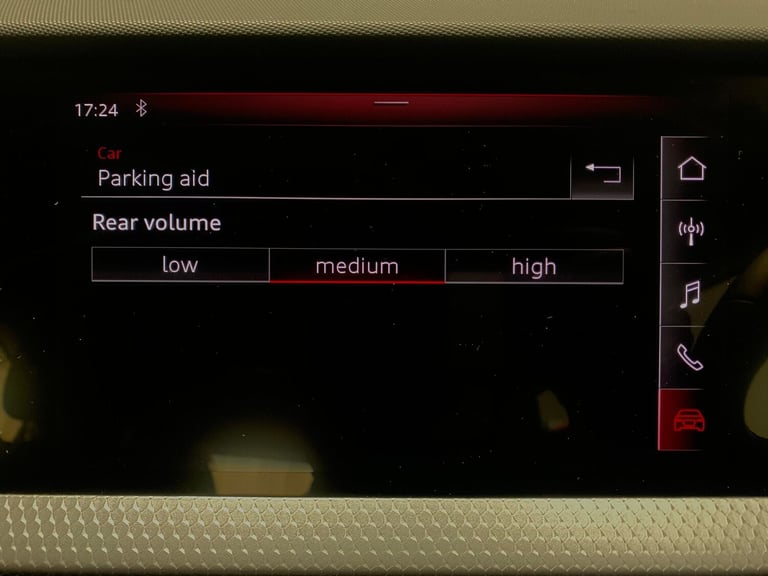 17:24
Car
Parking aid
Rear volume
low medium high